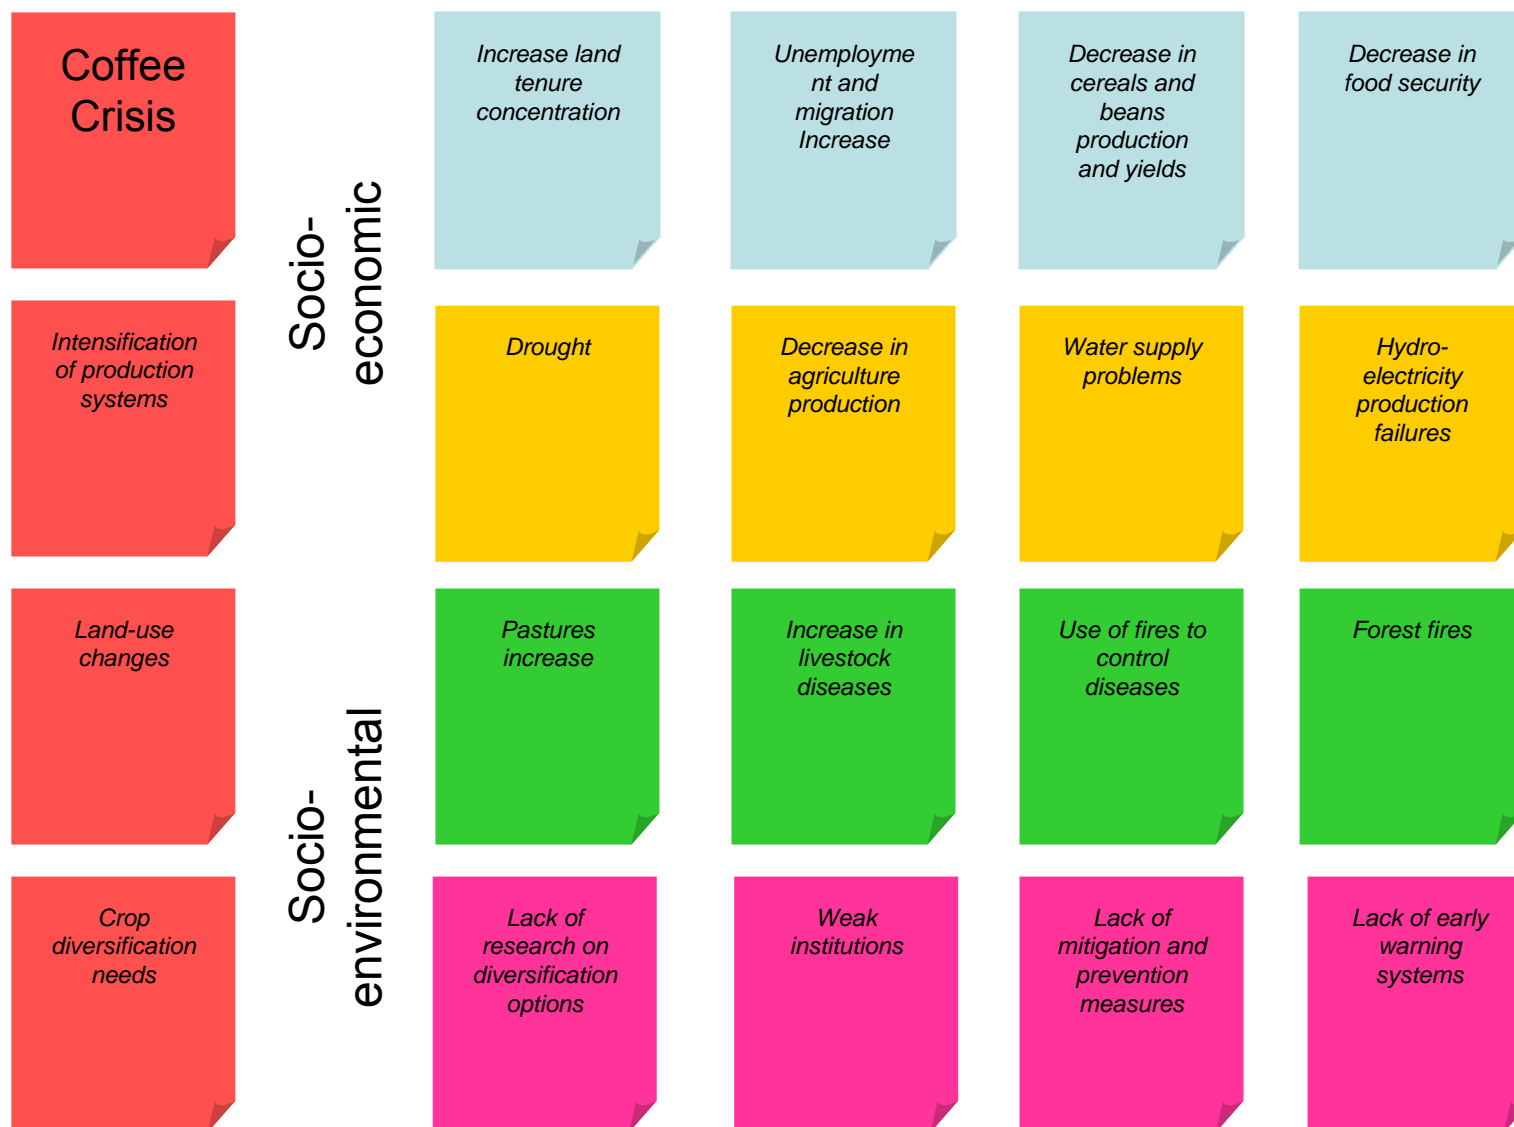 Coffee
Crisis
Increase land
tenure
concentration
Unemployme
nt and
migration
Increase
Decrease in
cereals and
beans
production
and yields
Decrease in
food security
Socio-
economic
Intensification
of production
systems
Drought
Decrease in
agriculture
production
Water supply
problems
Hydro-
electricity
production
failures
Land-use
changes
Pastures
increase
Increase in
livestock
diseases
Use of fires to
control
diseases
Forest fires
Socio-
environmental
Crop
diversification
needs
Lack of
research on
diversification
options
Weak
institutions
Lack of
mitigation and
prevention
measures
Lack of early
warning
systems